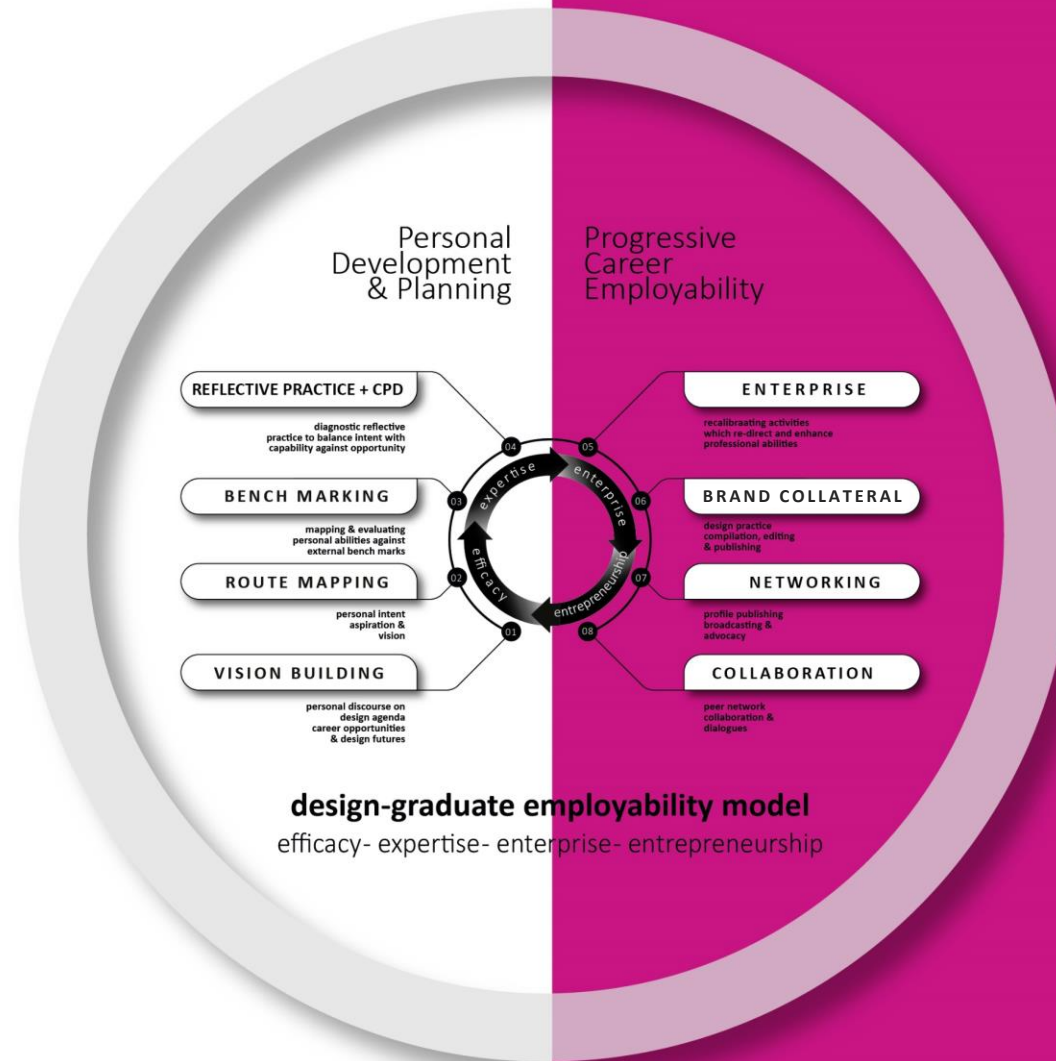 Personal
Development
& Planning
Progressive
Career
Employability
REFLECTIVE PRACTICE + CPD
diagnostic reflective
practice to balance intent with
capability against opportunity
BENCH MARKING
mapping & evaluating
personal abilities against
external bench marks
ROUTE MAPPING
personal intent
aspiration &
vision
VISION BUILDING
personal discourse on
design agenda
career opportunities
& design futures
04
03
02
01
expertise
enterprise
efficacy
entrepreneurship
05
06
07
08
ENTERPRISE
recalibraating activities
which re-direct and enhance
professional abilities
BRAND COLLATERAL
design practice
compilation, editing
& publishing
NETWORKING
profile publishing
broadcasting &
advocacy
COLLABORATION
peer network
collaboration &
dialogues
design-graduate employability model
efficacy- expertise- enterprise- entrepreneurship